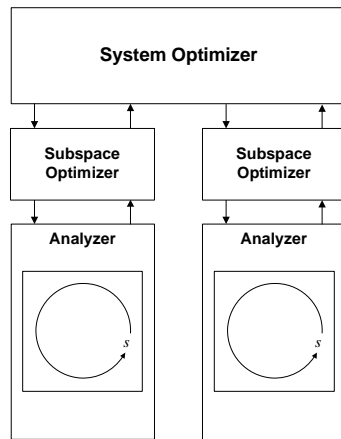 System Optimizer
Subspace
Optimizer
Subspace
Optimizer
Analyzer
Analyzer
s
s